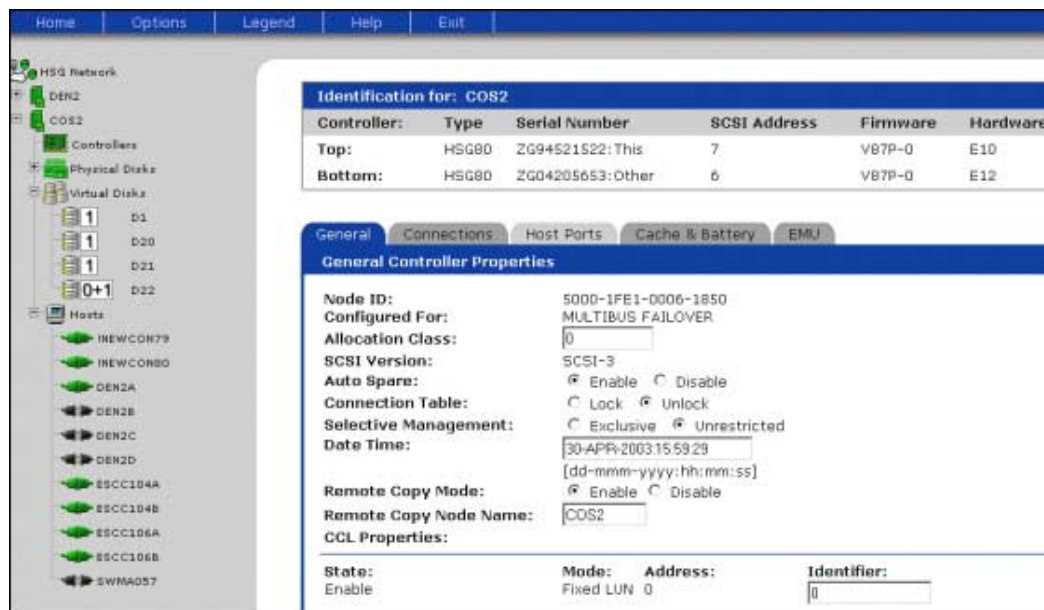 Home Options Legend Help Exit
HSG Network
DEN2
COS2
Controllers
Physical Disks
Virtual Disks
1 D1
1 D20
1 D21
0+1 D22
Hosts
!NEWCON79
!NEWCON80
DEN2A
DEN2B
DEN2C
DEN2D
ESCC104A
ESCC104B
ESCC106A
ESCC106B
SWMA057
Identification for: COS2
Controller: Type Serial Number SCSI Address Firmware Hardware
Top: HSG80 ZG94521522:This 7 V87P-0 E10
Bottom: HSG80 ZG04205653:Other 6 V87P-0 E12
General Connections Host Ports Cache & Battery EMU
General Controller Properties
Node ID: 5000-1FE1-0006-1850
Configured For: MULTIBUS FAILOVER
Allocation Class: 0
SCSI Version: SCSI-3
Auto Spare: Enable Disable
Connection Table: Lock Unlock
Selective Management: Exclusive Unrestricted
Date Time: 30-APR-2003:15:59:29
[dd-mmm-yyyy:hh:mm:ss]
Remote Copy Mode: Enable Disable
Remote Copy Node Name: COS2
CCL Properties:
State: Mode: Address: Identifier:
Enable Fixed LUN 0 0